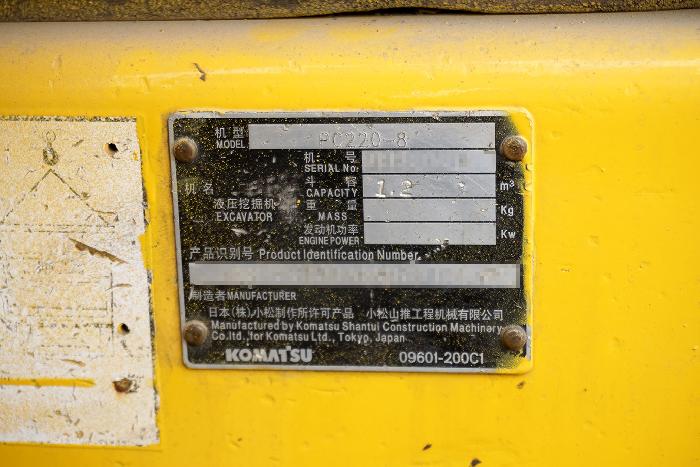 机 型
MODEL PC220-8
机 号
SERIAL No.
机 名
斗 容
CAPACITY 1.2 m³
液压挖掘机
EXCAVATOR
重 量
MASS Kg
发动机功率
ENGINE POWER Kw
产品识别号 Product Identification Number
制造者 MANUFACTURER
日本(株)小松制作所许可产品 小松山推工程机械有限公司
Manufactured by Komatsu Shantui Construction Machinery
Co.ltd.,for Komatsu Ltd., Tokyo, Japan.
KOMATSU 09601-200C1